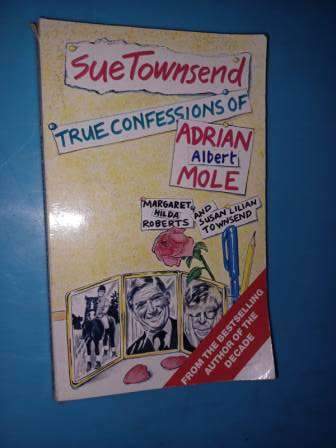 Sue Townsend
TRUE CONFESSIONS OF
ADRIAN
Albert
MOLE
MARGARET
HILDA
ROBERTS
AND
SUSAN LILIAN
TOWNSEND
FROM THE BESTSELLING
AUTHOR OF THE
DECADE